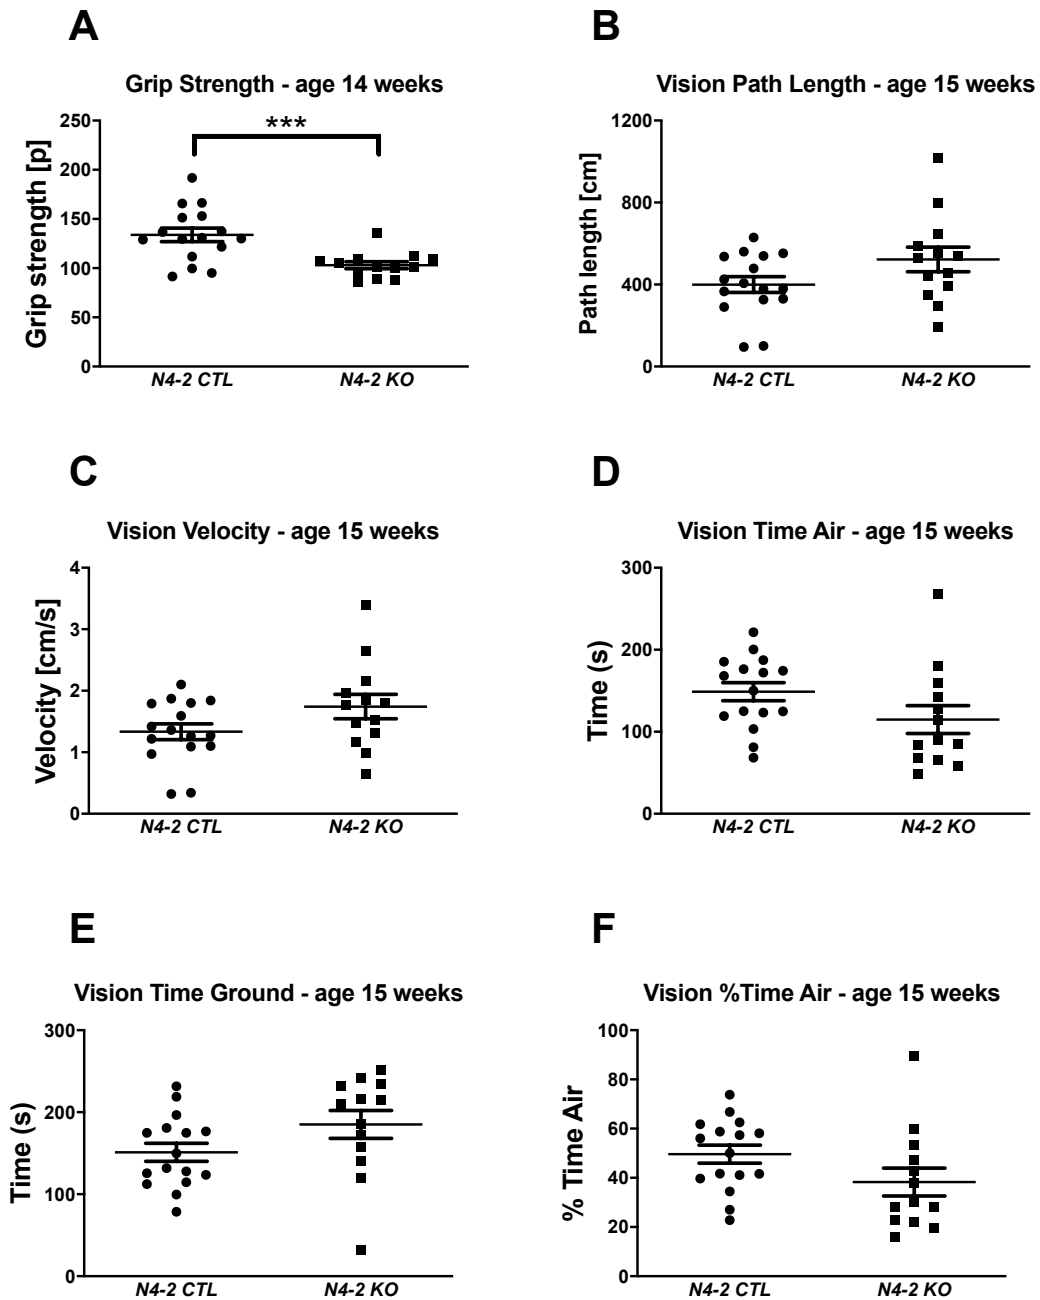 A
Grip Strength - age 14 weeks
Grip strength [p]
250
200
150
100
50
0
***
N4-2 CTL
N4-2 KO
B
Vision Path Length - age 15 weeks
Path length [cm]
1200
800
400
0
N4-2 CTL
N4-2 KO
C
Vision Velocity - age 15 weeks
Velocity [cm/s]
4
3
2
1
0
N4-2 CTL
N4-2 KO
D
Vision Time Air - age 15 weeks
Time (s)
300
200
100
0
N4-2 CTL
N4-2 KO
E
Vision Time Ground - age 15 weeks
Time (s)
300
200
100
0
N4-2 CTL
N4-2 KO
F
Vision %Time Air - age 15 weeks
% Time Air
100
80
60
40
20
0
N4-2 CTL
N4-2 KO